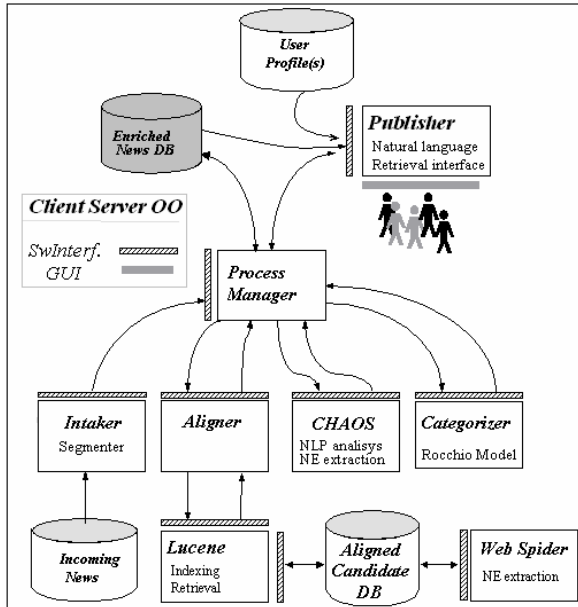 User
Profile(s)
Enriched
News DB
Publisher
Natural language
Retrieval interface
Client Server OO
SwInterf.
GUI
Process
Manager
Intaker
Segmenter
Aligner
CHAOS
NLP analisys
NE extraction
Categorizer
Rocchio Model
Incoming
News
Lucene
Indexing
Retrieval
Aligned
Candidate
DB
Web Spider
NE extraction